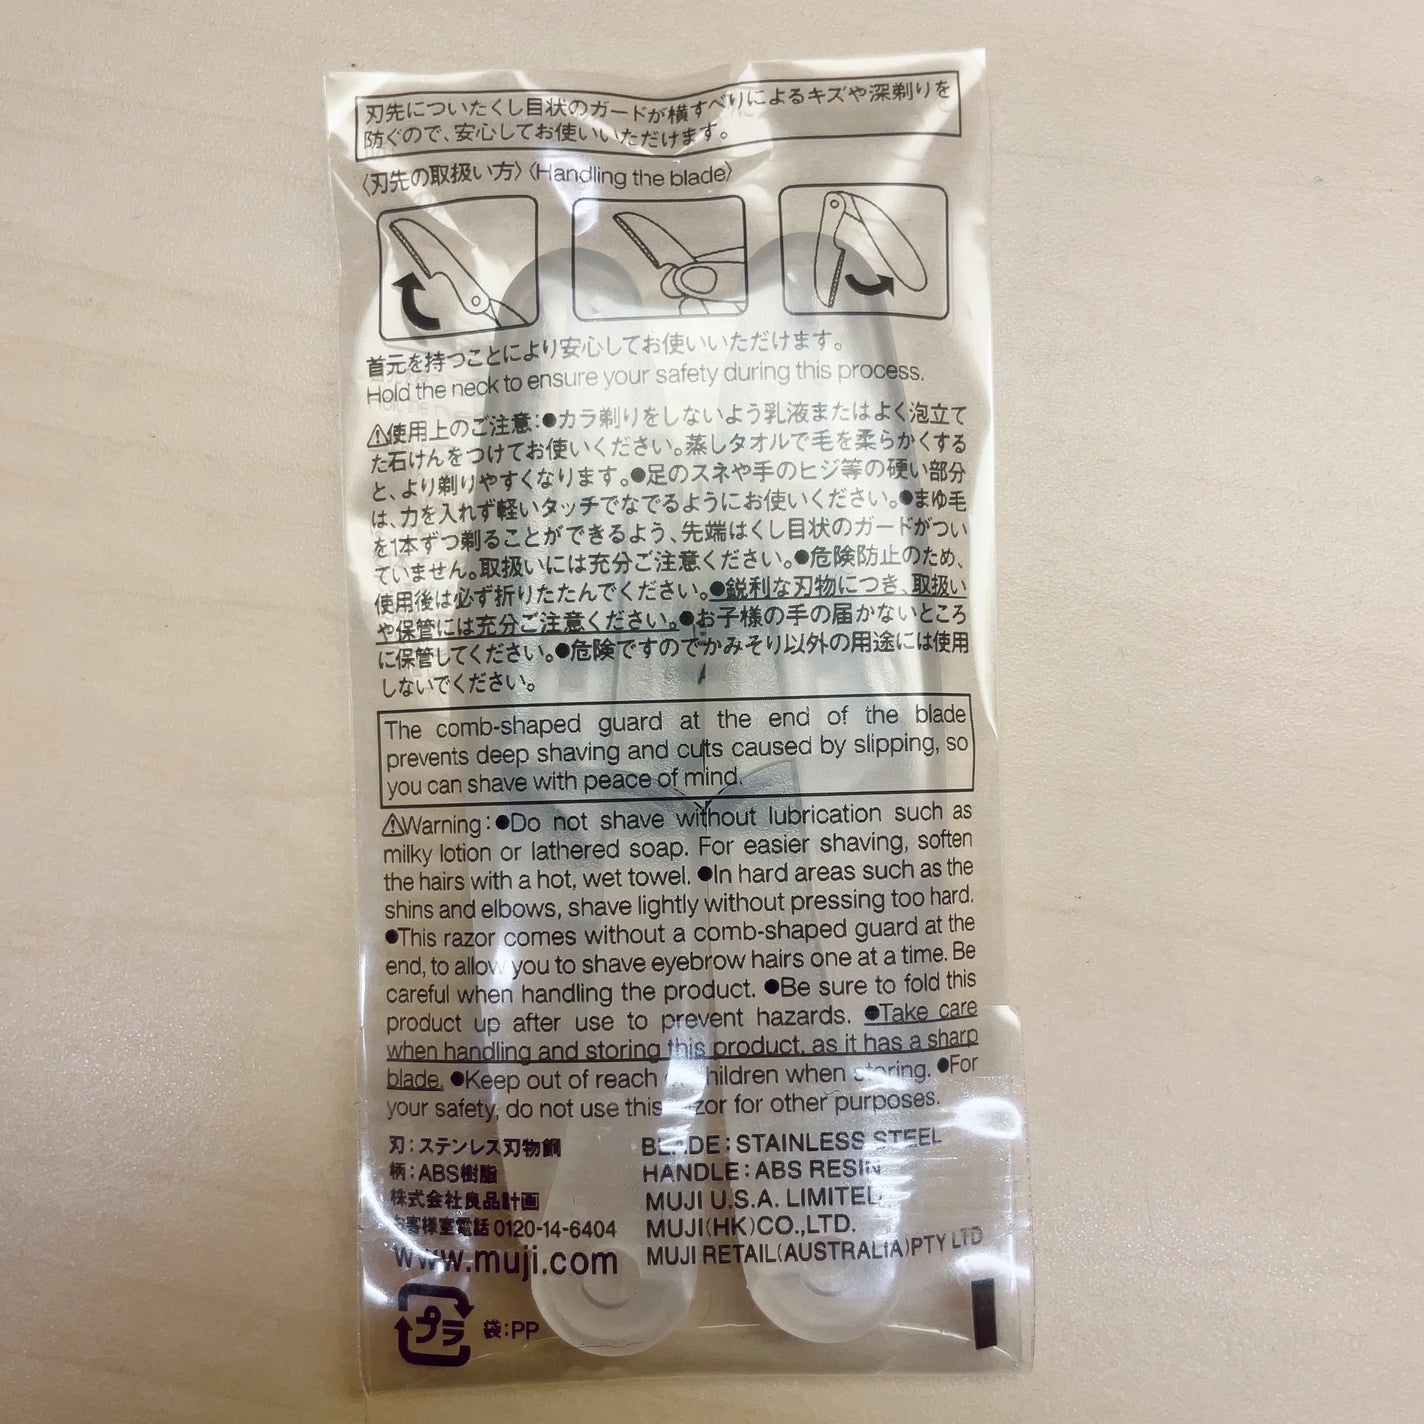 刃先についたくし目状のガードが横すべりによるキズや深剃りを
防ぐので、安心してお使いいただけます。
〈刃先の取扱い方〉〈Handling the blade〉
首元を持つことにより安心してお使いいただけます。
Hold the neck to ensure your safety during this process.
⚠使用上のご注意:●カラ剃りをしないよう乳液またはよく泡立て
た石けんをつけてお使いください。蒸しタオルで毛を柔らかくする
と、より剃りやすくなります。●足のスネや手のヒジ等の硬い部分
は、力を入れず軽いタッチでなでるようにお使いください。●まゆ毛
を1本ずつ剃ることができるよう、先端はくし目状のガードがつい
ていません。取扱いには充分ご注意ください。●危険防止のため、
使用後は必ず折りたたんでください。●鋭利な刃物につき、取扱い
や保管には充分ご注意ください。●お子様の手の届かないところ
に保管してください。●危険ですのでかみそり以外の用途には使用
しないでください。
The comb-shaped guard at the end of the blade
prevents deep shaving and cuts caused by slipping, so
you can shave with peace of mind.
⚠Warning:●Do not shave without lubrication such as
milky lotion or lathered soap. For easier shaving, soften
the hairs with a hot, wet towel. ●In hard areas such as the
shins and elbows, shave lightly without pressing too hard.
●This razor comes without a comb-shaped guard at the
end, to allow you to shave eyebrow hairs one at a time. Be
careful when handling the product. ●Be sure to fold this
product up after use to prevent hazards. ●Take care
when handling and storing this product, as it has a sharp
blade. ●Keep out of reach of children when storing. ●For
your safety, do not use this razor for other purposes.
刃:ステンレス刃物鋼
柄:ABS樹脂
株式会社良品計画
お客様室電話 0120-14-6404
www.muji.com
BLADE:STAINLESS STEEL
HANDLE:ABS RESIN
MUJI U.S.A. LIMITED
MUJI(HK)CO.,LTD.
MUJI RETAIL(AUSTRALIA)PTY LTD
プラ
袋:PP